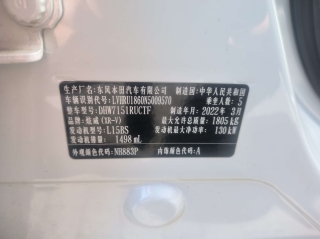 生产厂名：东风本田汽车有限公司 制造国：中华人民共和国
车辆识别代号：LVHRU1860N5009570 乘坐人数：5
车辆型号：DHW7151RUCTF 制造年月：2022年 3月
品牌：炫威 (XR-V) 最大允许总质量：1805 kg
发动机型号：L15BS 发动机最大净功率：130 kW
发动机排量：1498 mL
外观颜色代码：NH883P 内饰颜色代码：A